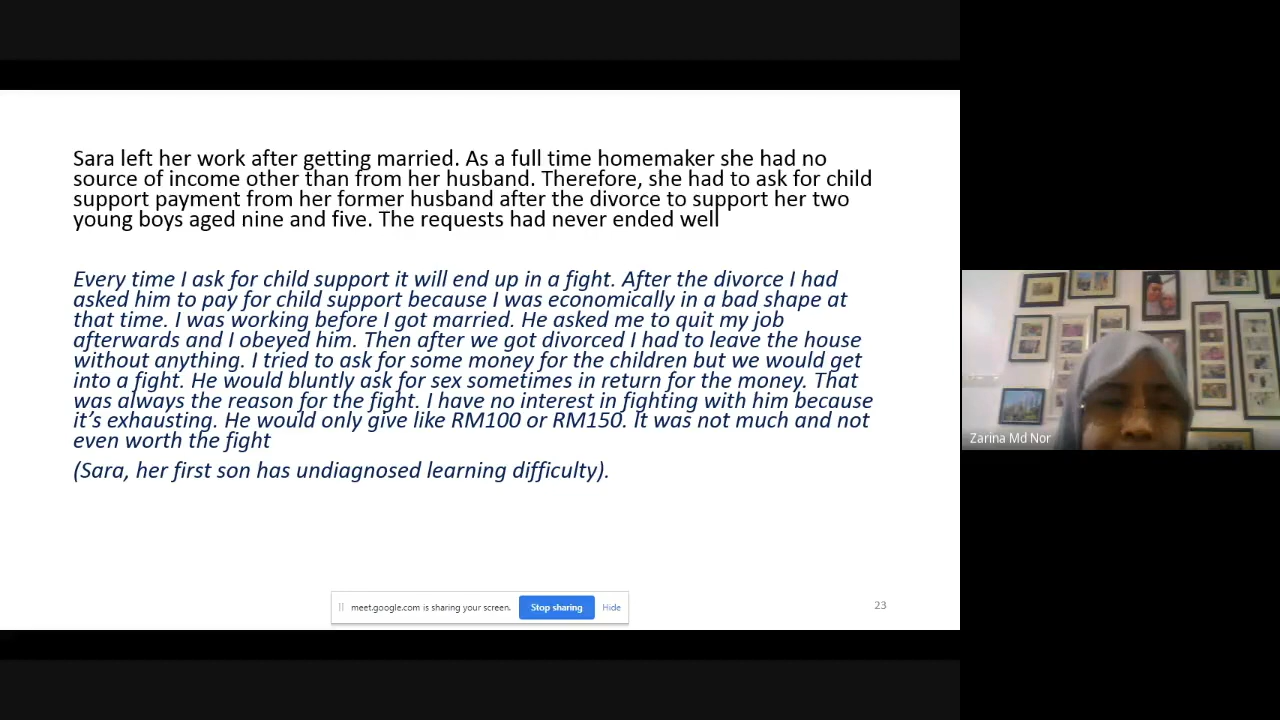 Sara left her work after getting married. As a full time homemaker she had no
source of income other than from her husband. Therefore, she had to ask for child
support payment from her former husband after the divorce to support her two
young boys aged nine and five. The requests had never ended well
Every time I ask for child support it will end up in a fight. After the divorce I had
asked him to pay for child support because I was economically in a bad shape at
that time. I was working before I got married. He asked me to quit my job
afterwards and I obeyed him. Then after we got divorced I had to leave the house
without anything. I tried to ask for some money for the children but we would get
into a fight. He would bluntly ask for sex sometimes in return for the money. That
was always the reason for the fight. I have no interest in fighting with him because
it’s exhausting. He would only give like RM100 or RM150. It was not much and not
even worth the fight
(Sara, her first son has undiagnosed learning difficulty).
meet.google.com is sharing your screen.
Stop sharing
Hide
23
Zarina Md Nor